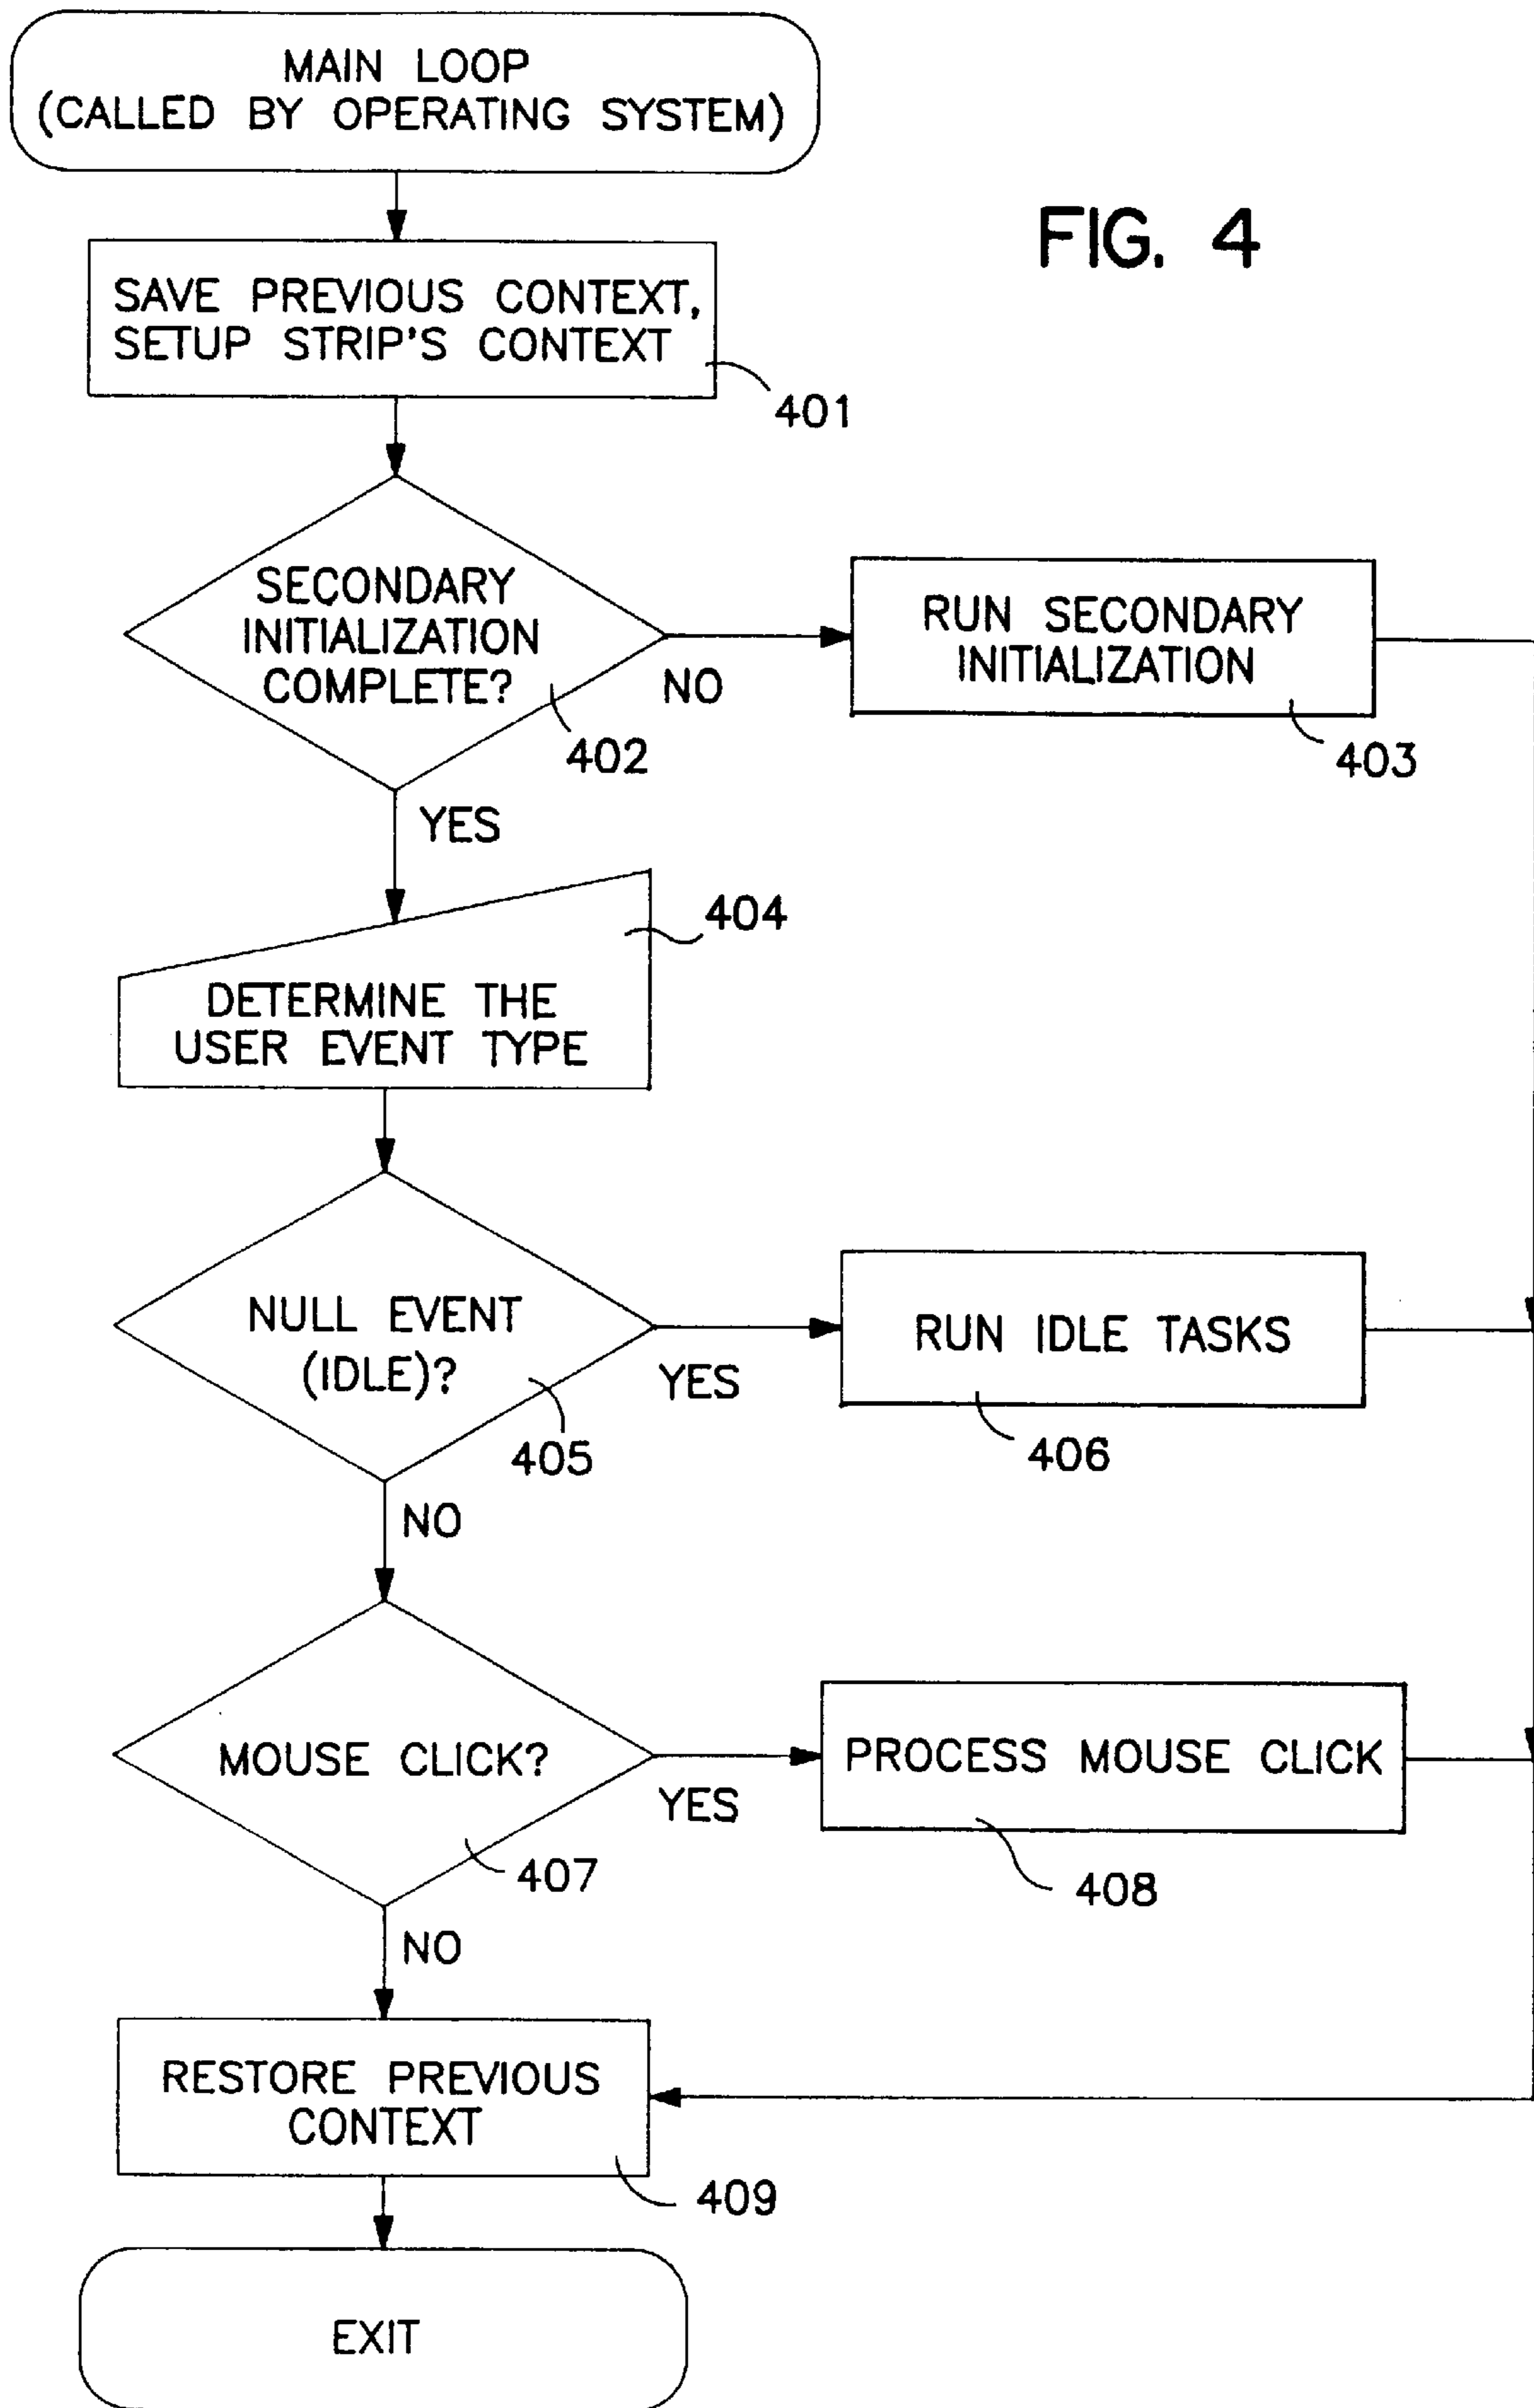 MAIN LOOP
(CALLED BY OPERATING SYSTEM)
FIG. 4
SAVE PREVIOUS CONTEXT,
SETUP STRIP'S CONTEXT
401
SECONDARY
INITIALIZATION
COMPLETE?
402
NO
RUN SECONDARY
INITIALIZATION
403
YES
404
DETERMINE THE
USER EVENT TYPE
NULL EVENT
(IDLE)?
405
YES
RUN IDLE TASKS
406
NO
MOUSE CLICK?
407
YES
PROCESS MOUSE CLICK
408
NO
RESTORE PREVIOUS
CONTEXT
409
EXIT